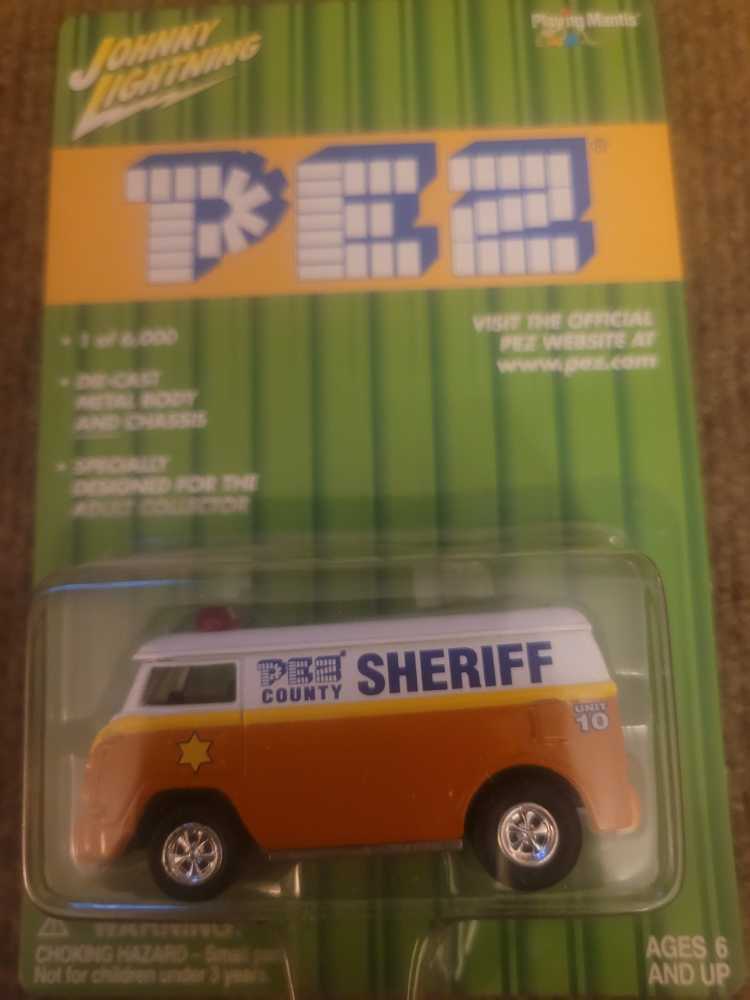 JOHNNY
LIGHTNING
Playing Mantis
PEZ®
• 1 of 6,000
• DIE-CAST
METAL BODY
AND CHASSIS
• SPECIALLY
DESIGNED FOR THE
ADULT COLLECTOR
VISIT THE OFFICIAL
PEZ WEBSITE AT
www.pez.com
PEZ®
COUNTY
SHERIFF
UNIT
10
⚠ WARNING:
CHOKING HAZARD – Small
Not for children under 3 years.
AGES 6
AND UP